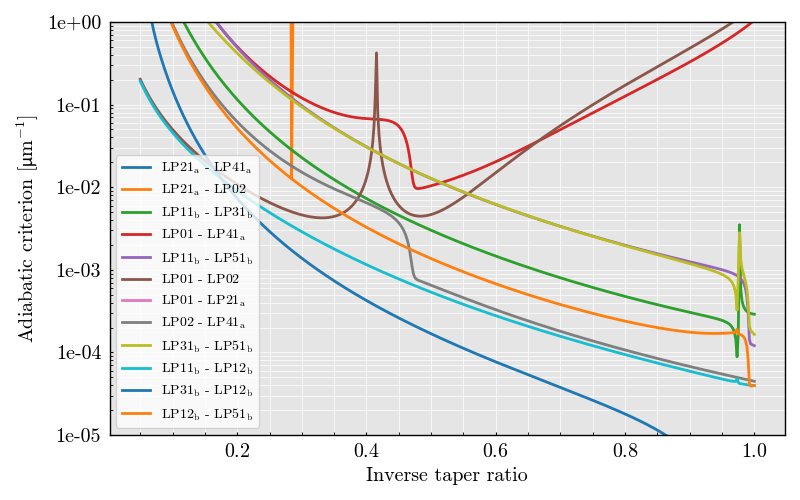 1e+00
1e-01
1e-02
1e-03
1e-04
1e-05
Adiabatic criterion [µm⁻¹]
LP21a - LP41a
LP21a - LP02
LP11b - LP31b
LP01 - LP41a
LP11b - LP51b
LP01 - LP02
LP01 - LP21a
LP02 - LP41a
LP31b - LP51b
LP11b - LP12b
LP31b - LP12b
LP12b - LP51b
0.2 0.4 0.6 0.8 1.0
Inverse taper ratio